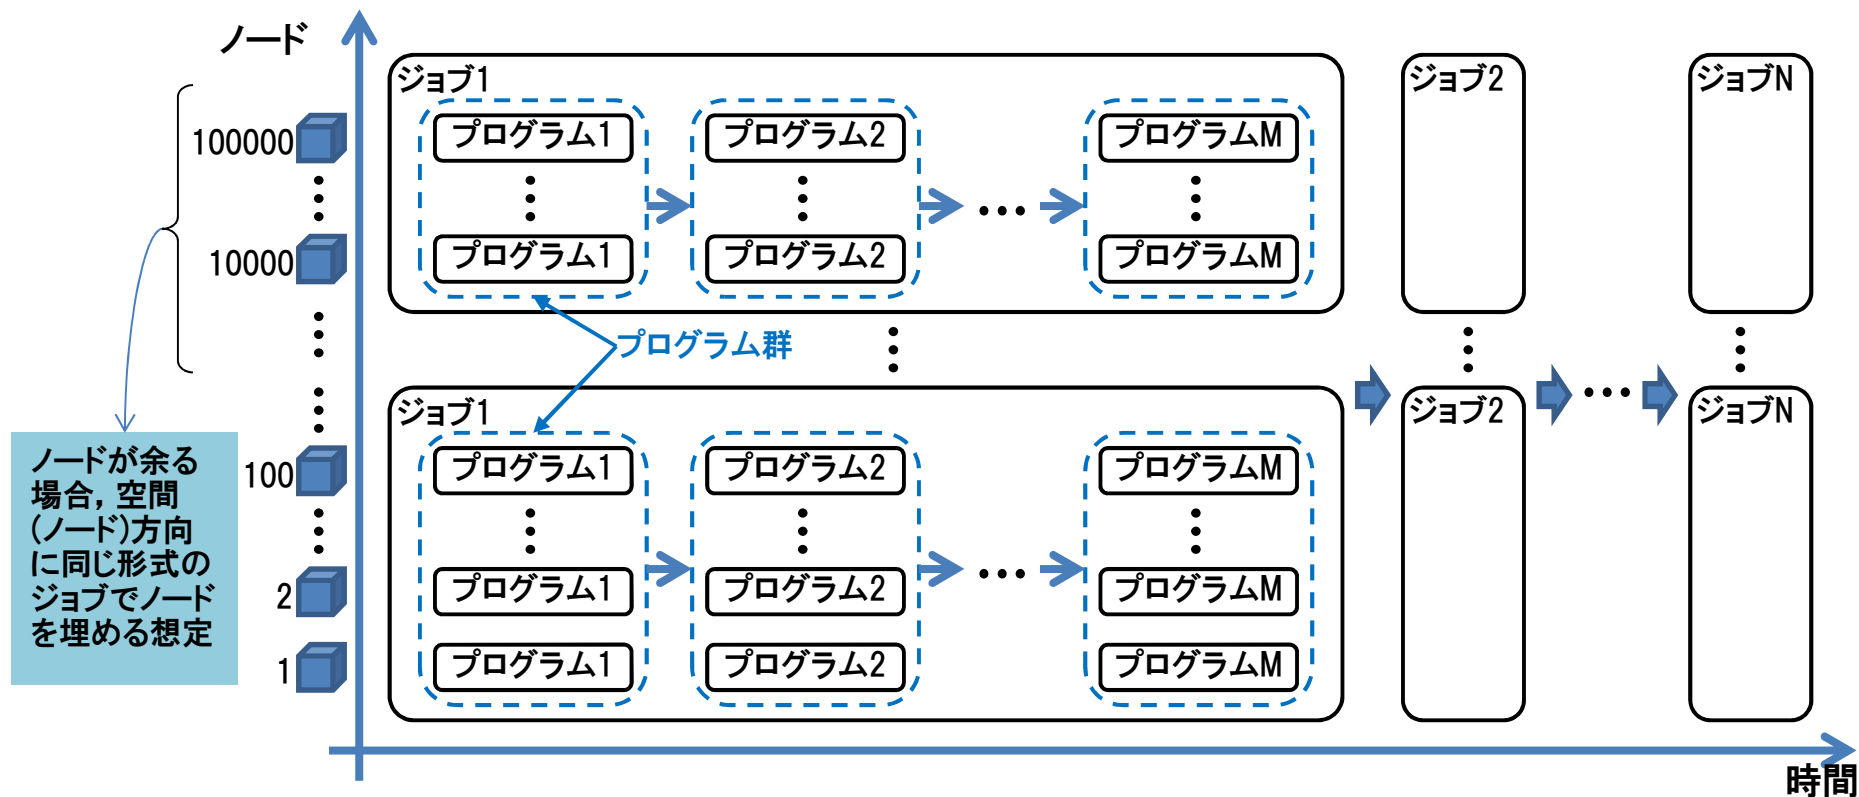 ノード
100000
10000
100
2
1
ノードが余る
場合，空間
(ノード)方向
に同じ形式の
ジョブでノード
を埋める想定
ジョブ1
プログラム1
プログラム2
プログラムM
プログラム1
プログラム2
プログラムM
プログラム群
ジョブ1
プログラム1
プログラム2
プログラムM
プログラム1
プログラム2
プログラムM
プログラム1
プログラム2
プログラムM
ジョブ2
ジョブN
ジョブ2
ジョブN
時間